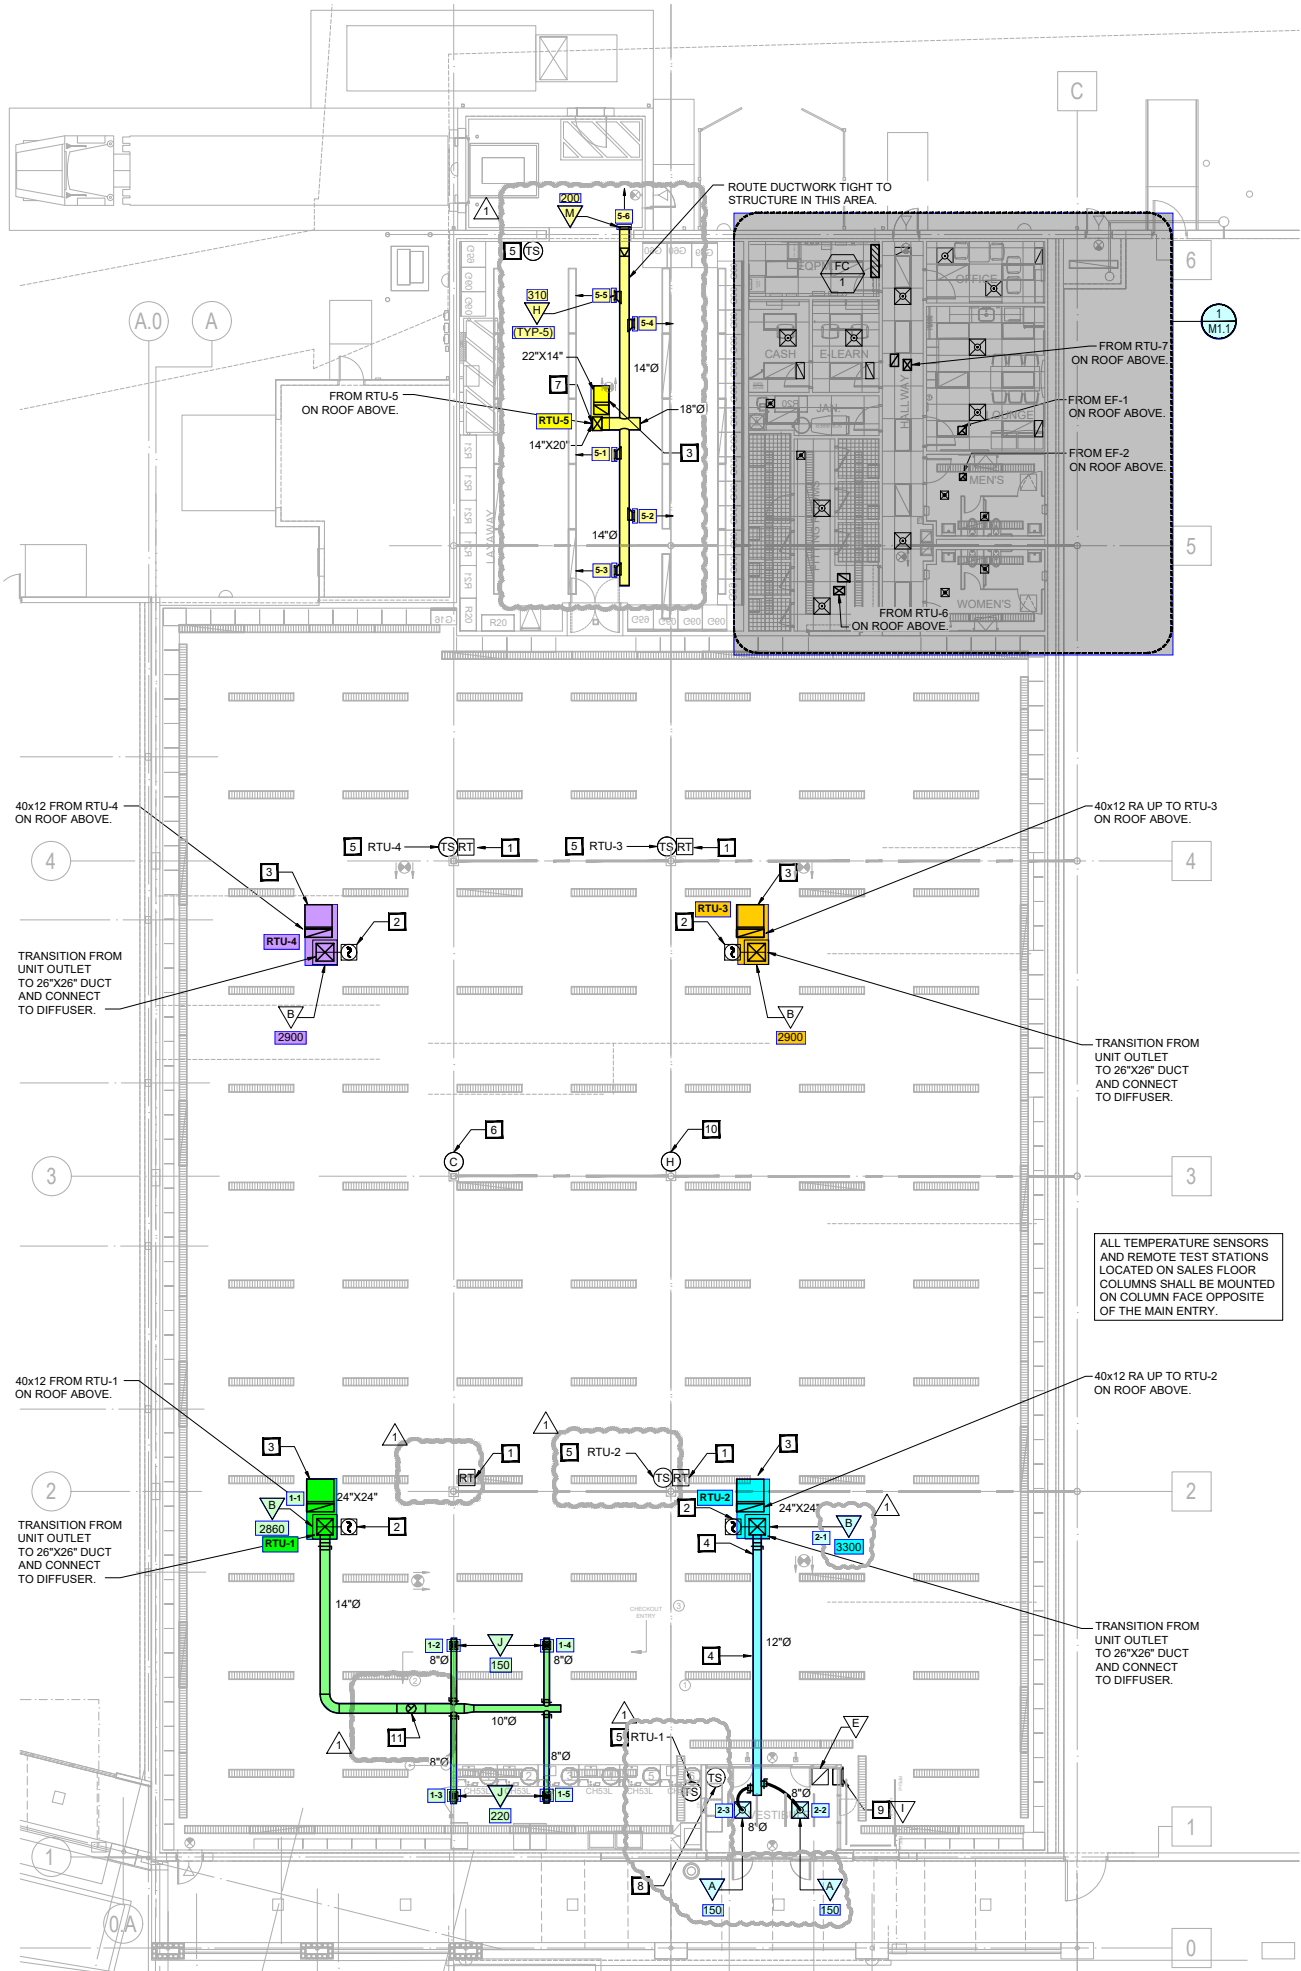 C
ROUTE DUCTWORK TIGHT TO
STRUCTURE IN THIS AREA.
200
M
5-6
1
5
TS
6
310
H
(TYP-5)
5-5
5-4
FC
1
OFFICE
1
M1.1
A.0
A
22"X14"
14"Ø
CASH
E-LEARN
HALLWAY
FROM RTU-7
ON ROOF ABOVE.
7
FROM RTU-5
ON ROOF ABOVE.
RTU-5
18"Ø
JAN
FROM EF-1
ON ROOF ABOVE.
14"X20"
5-1
3
FROM EF-2
ON ROOF ABOVE.
MEN'S
5-2
14"Ø
5
5-3
WOMEN'S
FROM RTU-6
ON ROOF ABOVE.
R20
40x12 FROM RTU-4
ON ROOF ABOVE.
40x12 RA UP TO RTU-3
ON ROOF ABOVE.
4
5
RTU-4
TS
RT
1
5
RTU-3
TS
RT
1
4
3
3
RTU-4
2
RTU-3
2
TRANSITION FROM
UNIT OUTLET
TO 26"X26" DUCT
AND CONNECT
TO DIFFUSER.
B
2900
B
2900
TRANSITION FROM
UNIT OUTLET
TO 26"X26" DUCT
AND CONNECT
TO DIFFUSER.
6
10
C
H
3
3
ALL TEMPERATURE SENSORS
AND REMOTE TEST STATIONS
LOCATED ON SALES FLOOR
COLUMNS SHALL BE MOUNTED
ON COLUMN FACE OPPOSITE
OF THE MAIN ENTRY.
40x12 FROM RTU-1
ON ROOF ABOVE.
40x12 RA UP TO RTU-2
ON ROOF ABOVE.
1
1
3
1
5
RTU-2
1
3
RT
TS
RT
2
2
1-1
24"X24"
B
2860
RTU-1
2
RTU-2
2
24"X24"
1
B
2-1
3300
TRANSITION FROM
UNIT OUTLET
TO 26"X26" DUCT
AND CONNECT
TO DIFFUSER.
4
14"Ø
CHECKOUT
ENTRY
3
TRANSITION FROM
UNIT OUTLET
TO 26"X26" DUCT
AND CONNECT
TO DIFFUSER.
1-2
J
150
1-4
8"Ø
8"Ø
12"Ø
4
2
1
10"Ø
11
1
1
5
RTU-1
E
8"Ø
8"Ø
TS
TS
1-3
J
220
1-5
CH53L
8"Ø
2-3
2-2
8"Ø
9
I
1
1
8
A
150
A
150
0.A
0